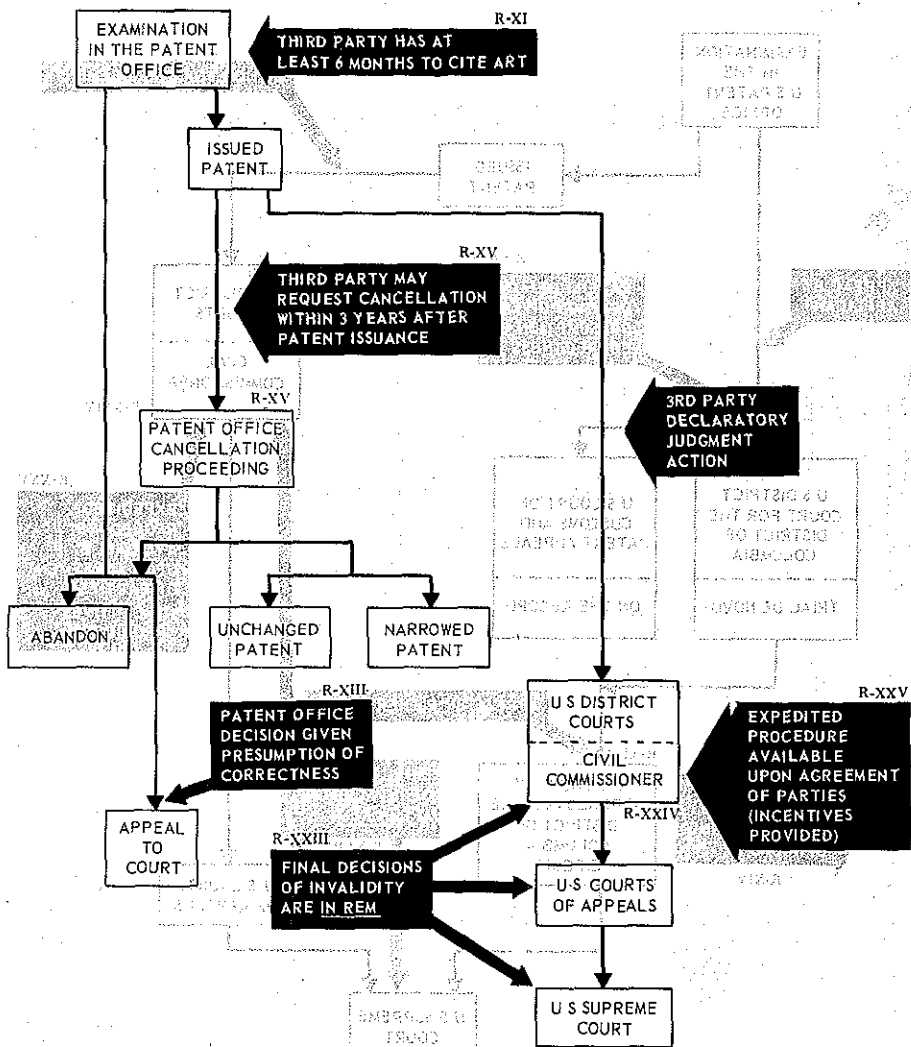 R-XI
EXAMINATION
IN THE PATENT
OFFICE
THIRD PARTY HAS AT
LEAST 6 MONTHS TO CITE ART
ISSUED
PATENT
R-XV
THIRD PARTY MAY
REQUEST CANCELLATION
WITHIN 3 YEARS AFTER
PATENT ISSUANCE
R-XV
PATENT OFFICE
CANCELLATION
PROCEEDING
3RD PARTY
DECLARATORY
JUDGMENT
ACTION
ABANDON
UNCHANGED
PATENT
NARROWED
PATENT
R-XIII
PATENT OFFICE
DECISION GIVEN
PRESUMPTION OF
CORRECTNESS
U S DISTRICT
COURTS
CIVIL
COMMISSIONER
R-XXIV
R-XXV
EXPEDITED
PROCEDURE
AVAILABLE
UPON AGREEMENT
OF PARTIES
(INCENTIVES
PROVIDED)
APPEAL
TO
COURT
R-XXIII
FINAL DECISIONS
OF INVALIDITY
ARE IN REM
U S COURTS
OF APPEALS
U S SUPREME
COURT